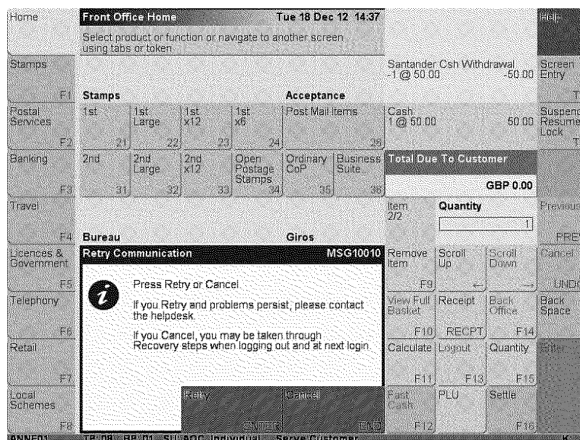 Home
Front Office Home Tue 18 Dec 12 14:37
Help
Select product or function or navigate to another screen
using tabs or token.
Stamps
F1
Santander Csh Withdrawal
-1 @ 50.00 -50.00
Screen
Entry
Stamps Acceptance
Postal
Services
F2
1st
21
1st
Large
22
1st
x12
23
1st
x6
24
Post Mail Items
26
Cash
1 @ 50.00 50.00
Suspend
Resume
Lock
Banking
F3
2nd
31
2nd
Large
32
2nd
x12
33
Open
Postage
Stamps
34
Ordinary
CoP
35
Business
Suite
36
Total Due To Customer
GBP 0.00
Travel
F4
Item
2/2
Quantity
1
Previous
PREV
Bureau Giros
Licences &
Government
F5
Retry Communication MSG10010
Remove
Item
F9
Scroll
Up
Scroll
Down
Cancel
UNDO
Press Retry or Cancel.
If you Retry and problems persist, please contact
the helpdesk.
If you Cancel, you may be taken through
Recovery steps when logging out and at next login.
Telephony
F6
View Full
Basket
F10
Receipt
RECPT
Back
Office
F14
Back
Space
Retail
F7
Calculate
F11
Logout
F13
Quantity
F15
Enter
Local
Schemes
F8
Retry
ENTER
Cancel
END
Fast
Cash
F12
PLU
Settle
F16